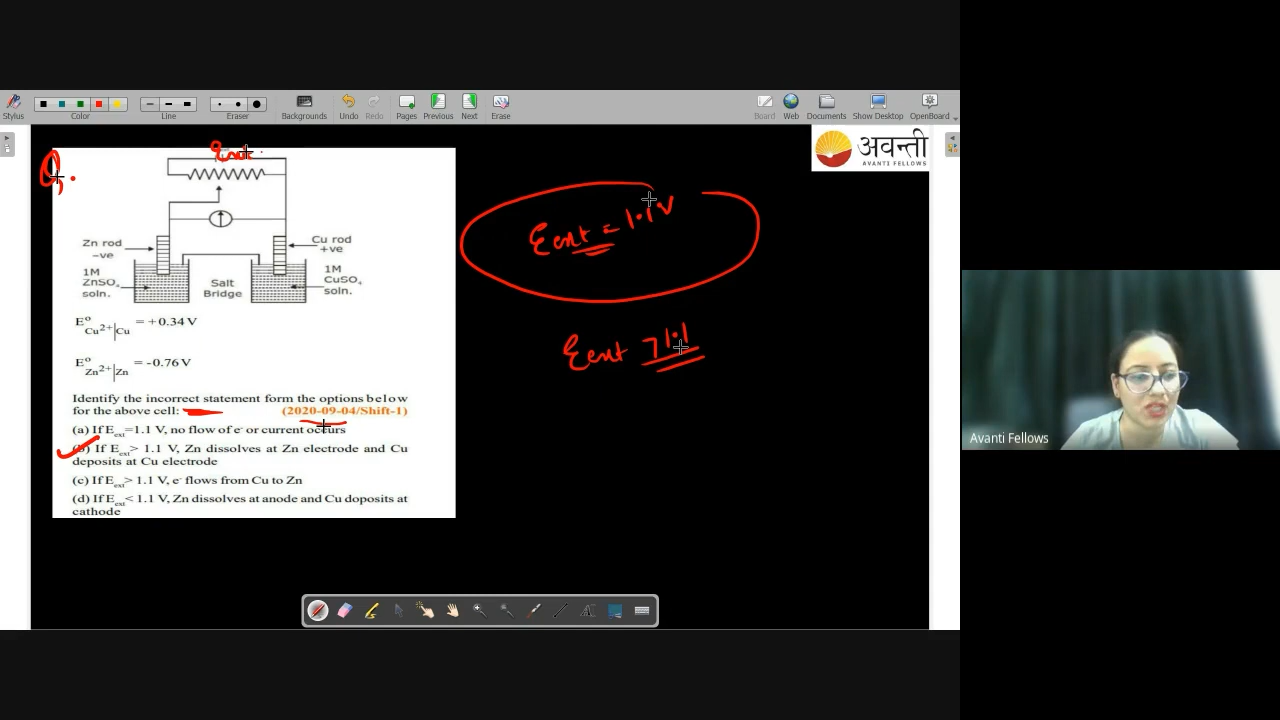 Stylus
Color
Line
Eraser
Backgrounds
Undo
Redo
Pages
Previous
Next
Erase
Board
Web
Documents
Show Desktop
OpenBoard
अवन्ती
AVANTI FELLOWS
Q.
Eext
Zn rod
-ve
Cu rod
+ve
1M
ZnSO4
soln.
Salt
Bridge
1M
CuSO4
soln.
E°Cu2+|Cu = +0.34 V
E°Zn2+|Zn = -0.76 V
Identify the incorrect statement form the options below
for the above cell:
(2020-09-04/Shift-1)
(a) If Eext=1.1 V, no flow of e- or current occurs
(b) If Eext> 1.1 V, Zn dissolves at Zn electrode and Cu
deposits at Cu electrode
(c) If Eext> 1.1 V, e- flows from Cu to Zn
(d) If Eext< 1.1 V, Zn dissolves at anode and Cu doposits at
cathode
Eext = 1.1 V
Eext > 1.1
Avanti Fellows